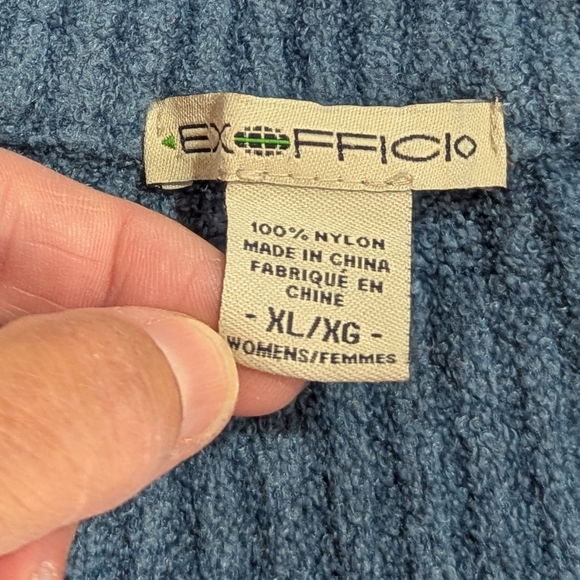 EXOFFICIO
100% NYLON
MADE IN CHINA
FABRIQUÉ EN
CHINE
- XL/XG -
WOMENS/FEMMES